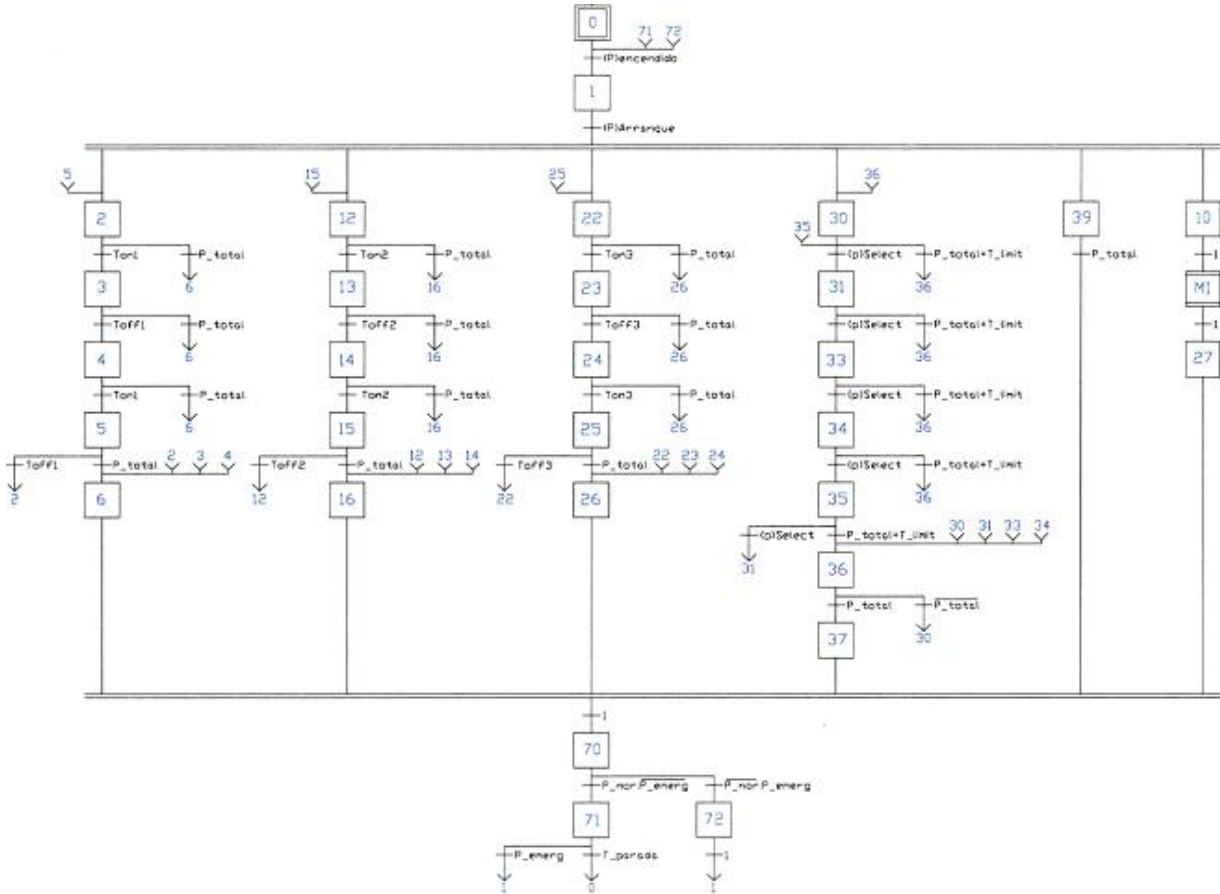 0
71 72
(P)encendido
1
(P)Arranque
5 15 25 36
2 12 22 30 39 10
35
Ton1 P_total Ton2 P_total Ton3 P_total (p)Select P_total+T_limit P_total 1
6 16 26 36
3 13 23 31 M1
Toff1 P_total Toff2 P_total Toff3 P_total (p)Select P_total+T_limit 1
6 16 26 36
4 14 24 33 27
Ton1 P_total Ton2 P_total Ton3 P_total (p)Select P_total+T_limit
6 16 26 36
5 15 25 34
Toff1 P_total 2 3 4 Toff2 P_total 12 13 14 Toff3 P_total 22 23 24 (p)Select P_total+T_limit
2 12 22 36
6 16 26 35
(p)Select P_total+T_limit 30 31 33 34
31
36
P_total P_total
30
37
1
70
P_nor.P_energ P_nor.P_energ
71 72
P_energ T_parada 1
1 0 1